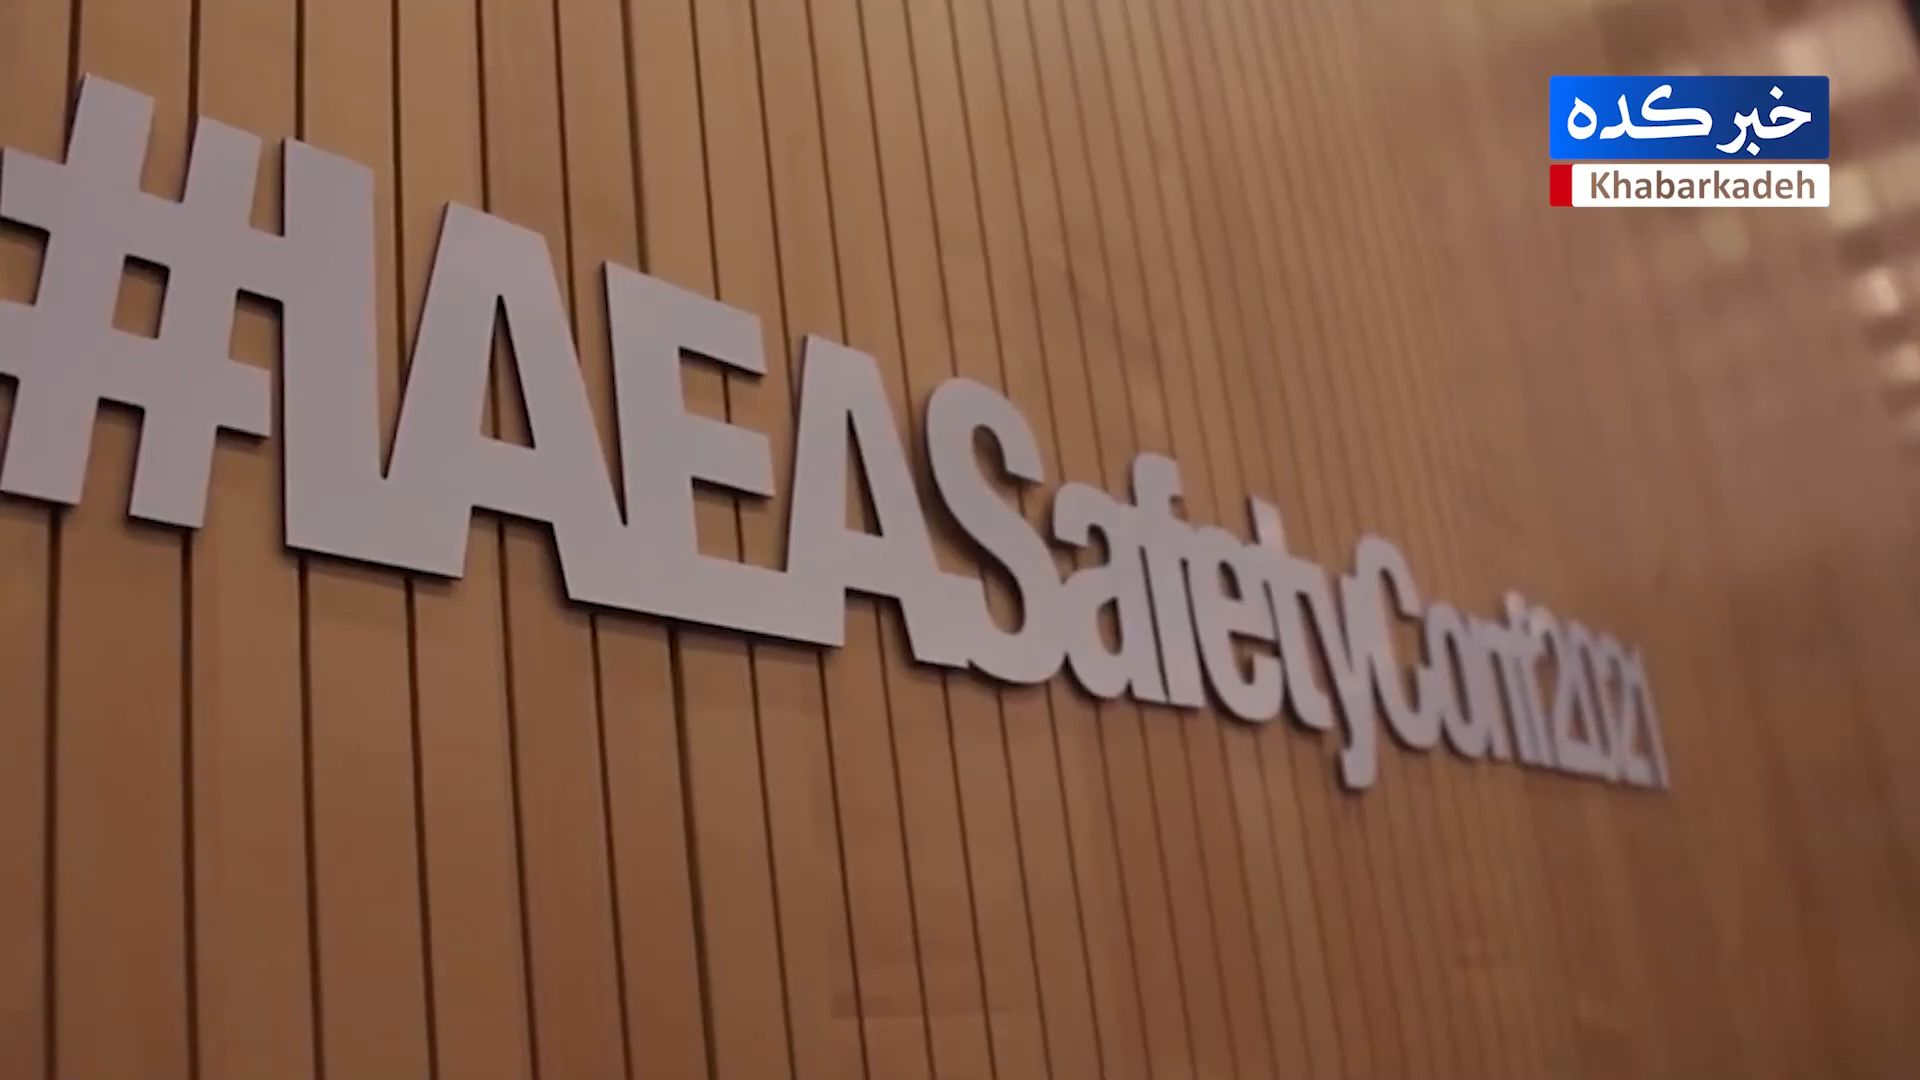 خبرکده
Khabarkadeh
#IAEASafetyConf2021